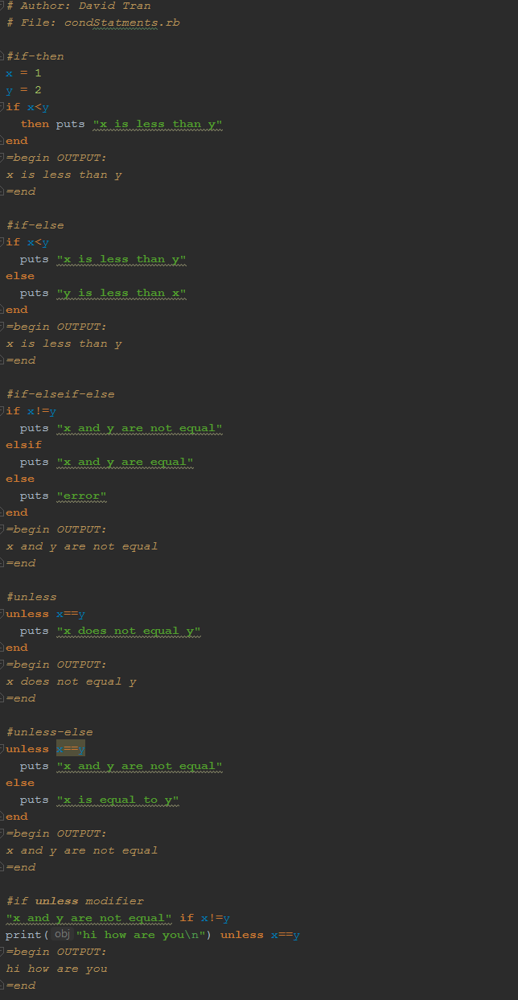 # Author: David Tran
# File: condStatments.rb
#if-then
x = 1
y = 2
if x<y
then puts "x is less than y"
end
=begin OUTPUT:
x is less than y
=end
#if-else
if x<y
puts "x is less than y"
else
puts "y is less than x"
end
=begin OUTPUT:
x is less than y
=end
#if-elseif-else
if x!=y
puts "x and y are not equal"
elsif
puts "x and y are equal"
else
puts "error"
end
=begin OUTPUT:
x and y are not equal
=end
#unless
unless x==y
puts "x does not equal y"
end
=begin OUTPUT:
x does not equal y
=end
#unless-else
unless x==y
puts "x and y are not equal"
else
puts "x is equal to y"
end
=begin OUTPUT:
x and y are not equal
=end
#if unless modifier
"x and y are not equal" if x!=y
print( obj "hi how are you\n") unless x==y
=begin OUTPUT:
hi how are you
=end